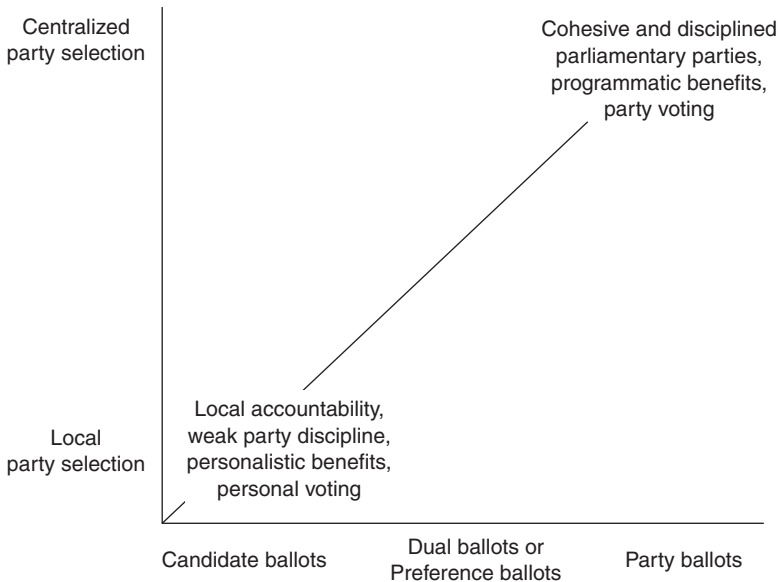 Centralized
party selection
Cohesive and disciplined
parliamentary parties,
programmatic benefits,
party voting
Local
party selection
Local accountability,
weak party discipline,
personalistic benefits,
personal voting
Candidate ballots
Dual ballots or
Preference ballots
Party ballots